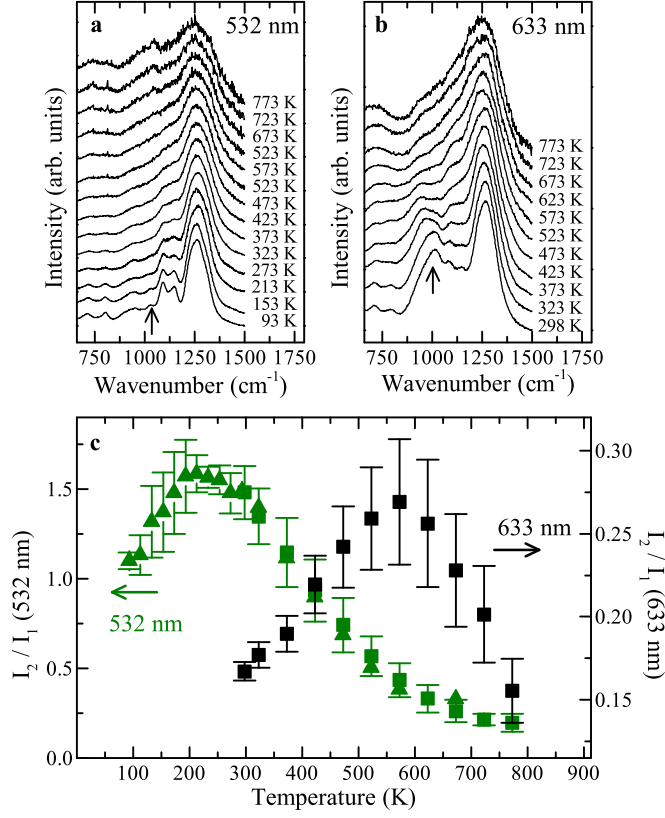 a 532 nm
b 633 nm
Intensity (arb. units)
773 K
723 K
673 K
523 K
573 K
523 K
473 K
423 K
373 K
323 K
273 K
213 K
153 K
93 K
750 1000 1250 1500 1750
Wavenumber (cm-1)
Intensity (arb. units)
773 K
723 K
673 K
623 K
573 K
523 K
473 K
423 K
373 K
323 K
298 K
750 1000 1250 1500 1750
Wavenumber (cm-1)
c
I2 / I1 (532 nm)
1.5
1.0
0.5
0.0
532 nm
633 nm
0.30
0.25
0.20
0.15
I2 / I1 (633 nm)
100 200 300 400 500 600 700 800 900
Temperature (K)